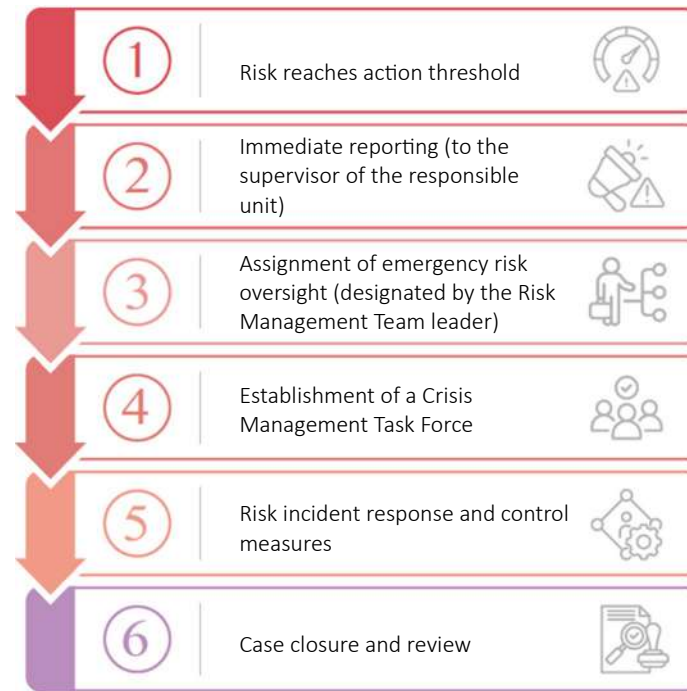 1
Risk reaches action threshold
2
Immediate reporting (to the
supervisor of the responsible
unit)
3
Assignment of emergency risk
oversight (designated by the Risk
Management Team leader)
4
Establishment of a Crisis
Management Task Force
5
Risk incident response and control
measures
6
Case closure and review